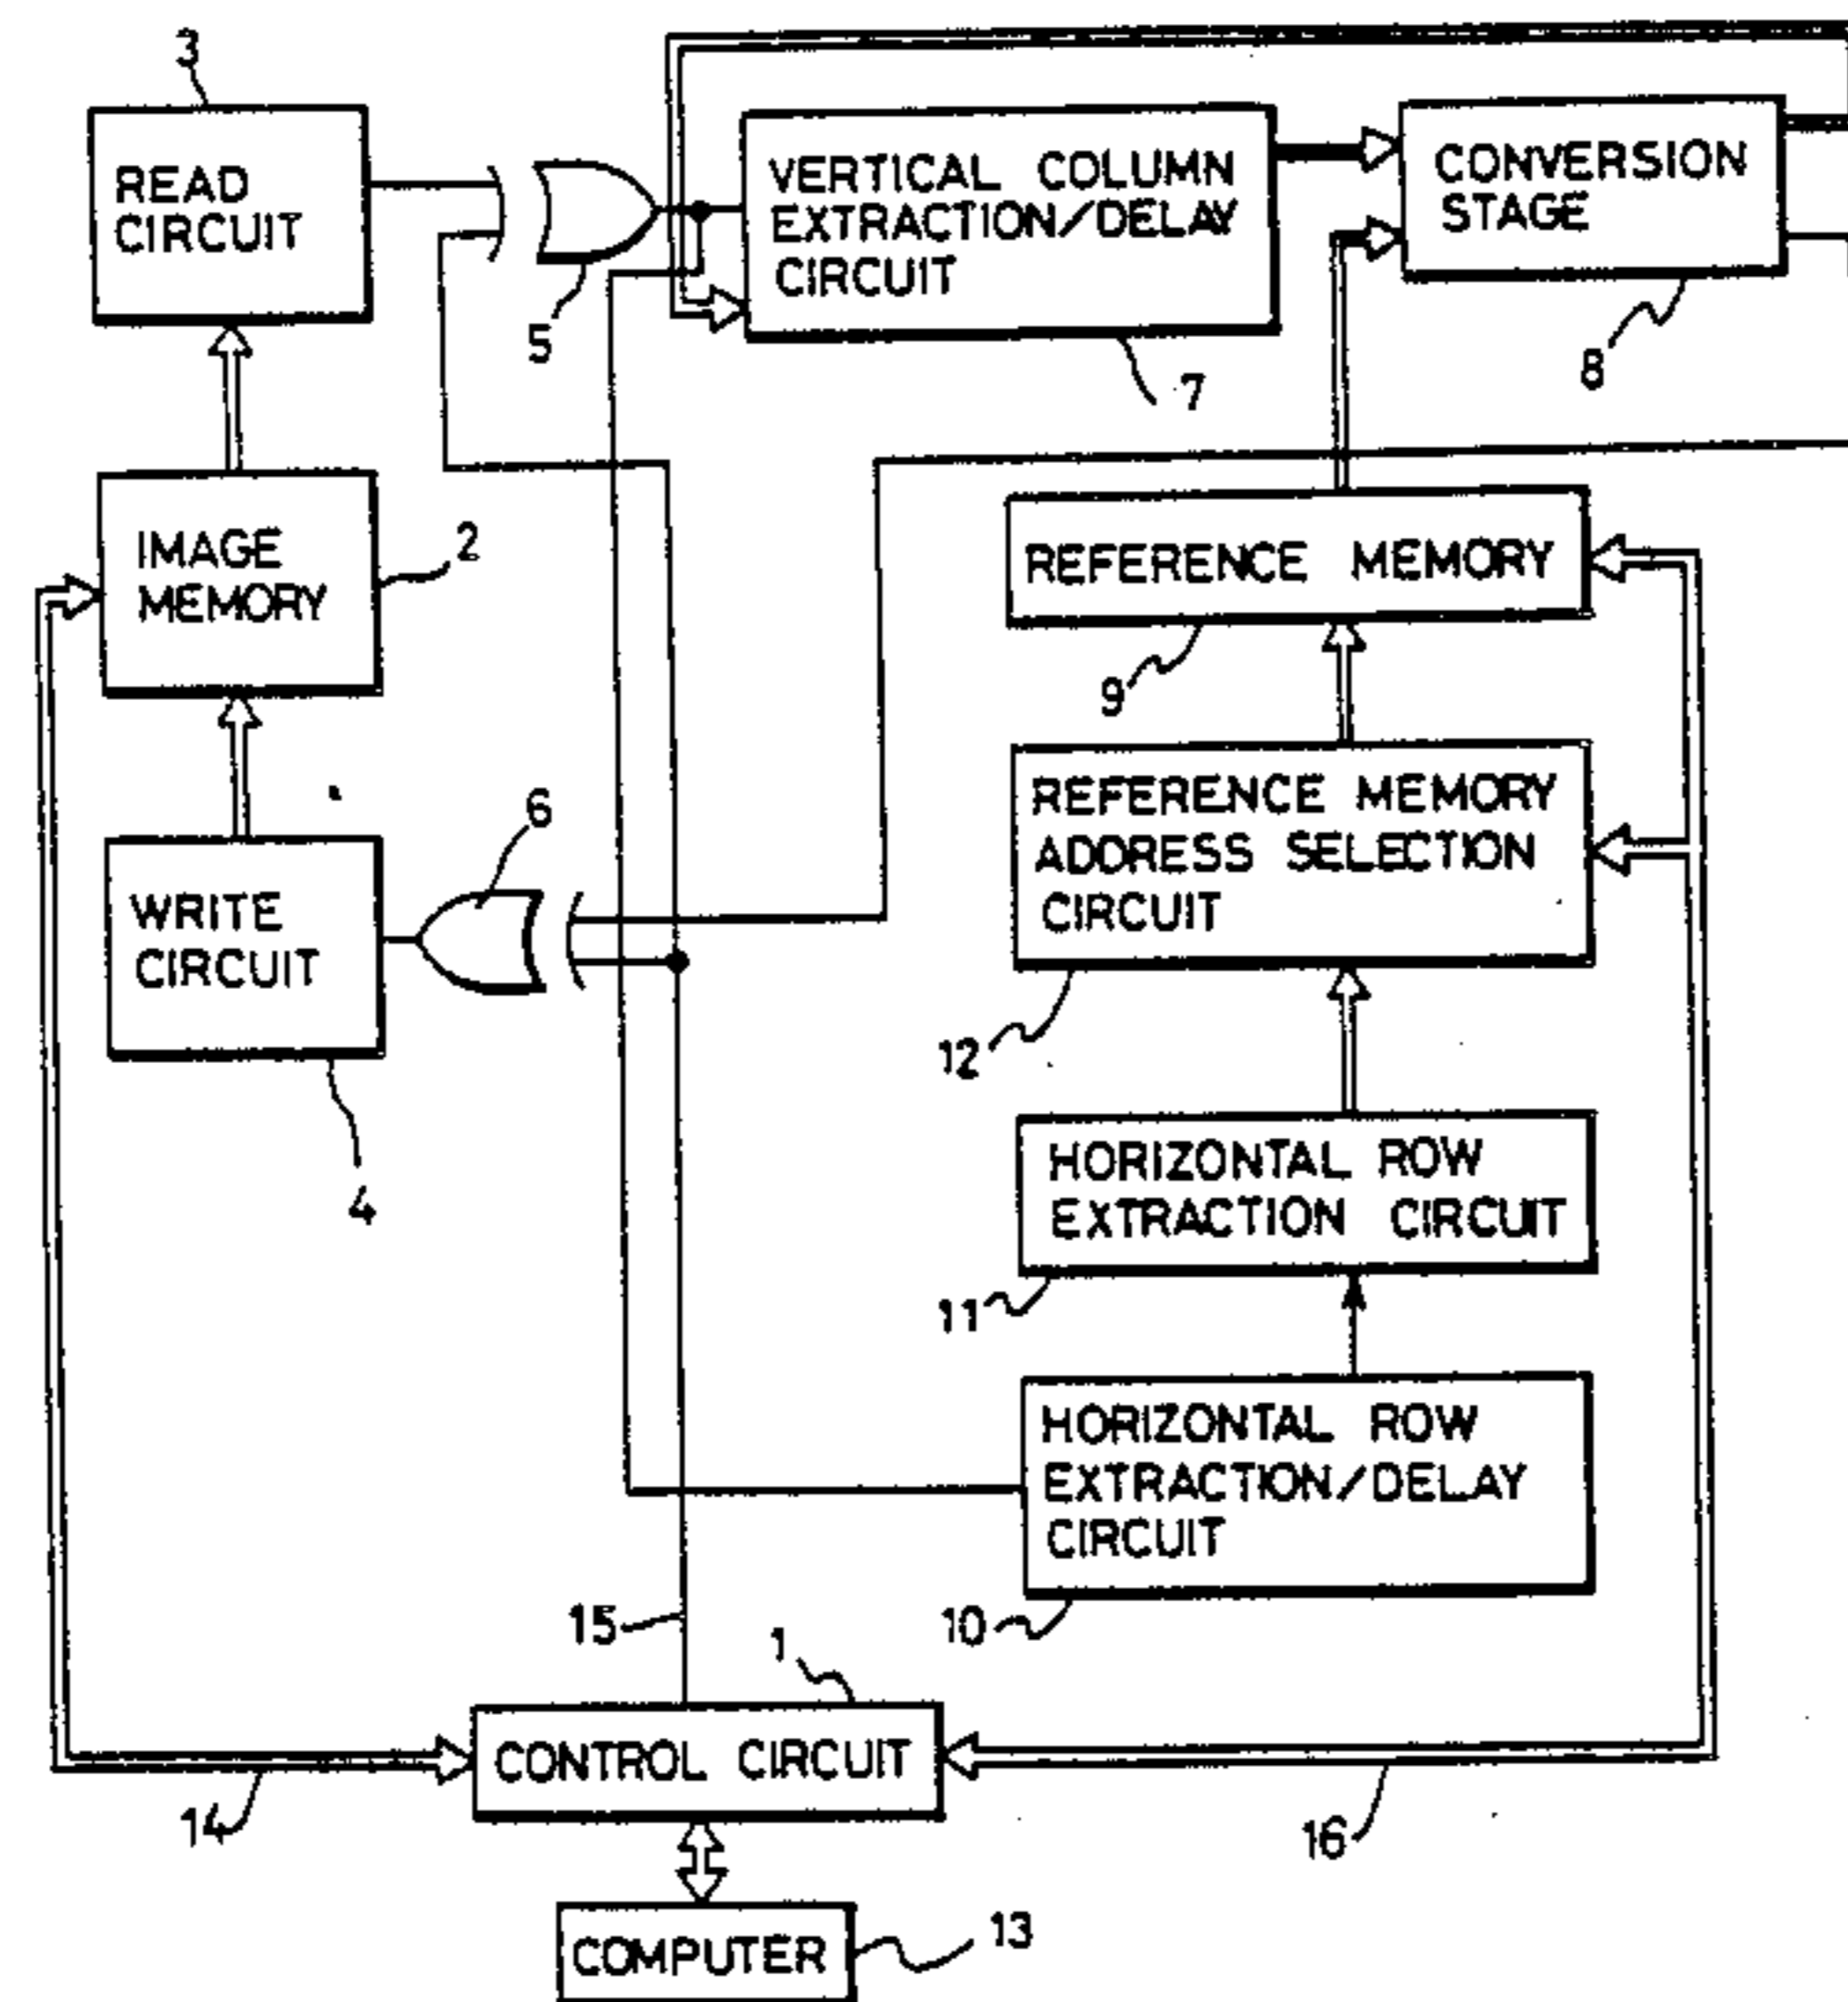 3
READ
CIRCUIT
5
VERTICAL COLUMN
EXTRACTION/DELAY
CIRCUIT
7
CONVERSION
STAGE
8
IMAGE
MEMORY
2
REFERENCE MEMORY
9
WRITE
CIRCUIT
4
6
REFERENCE MEMORY
ADDRESS SELECTION
CIRCUIT
12
HORIZONTAL ROW
EXTRACTION CIRCUIT
11
HORIZONTAL ROW
EXTRACTION/DELAY
CIRCUIT
10
15
1
CONTROL CIRCUIT
14
16
COMPUTER
13